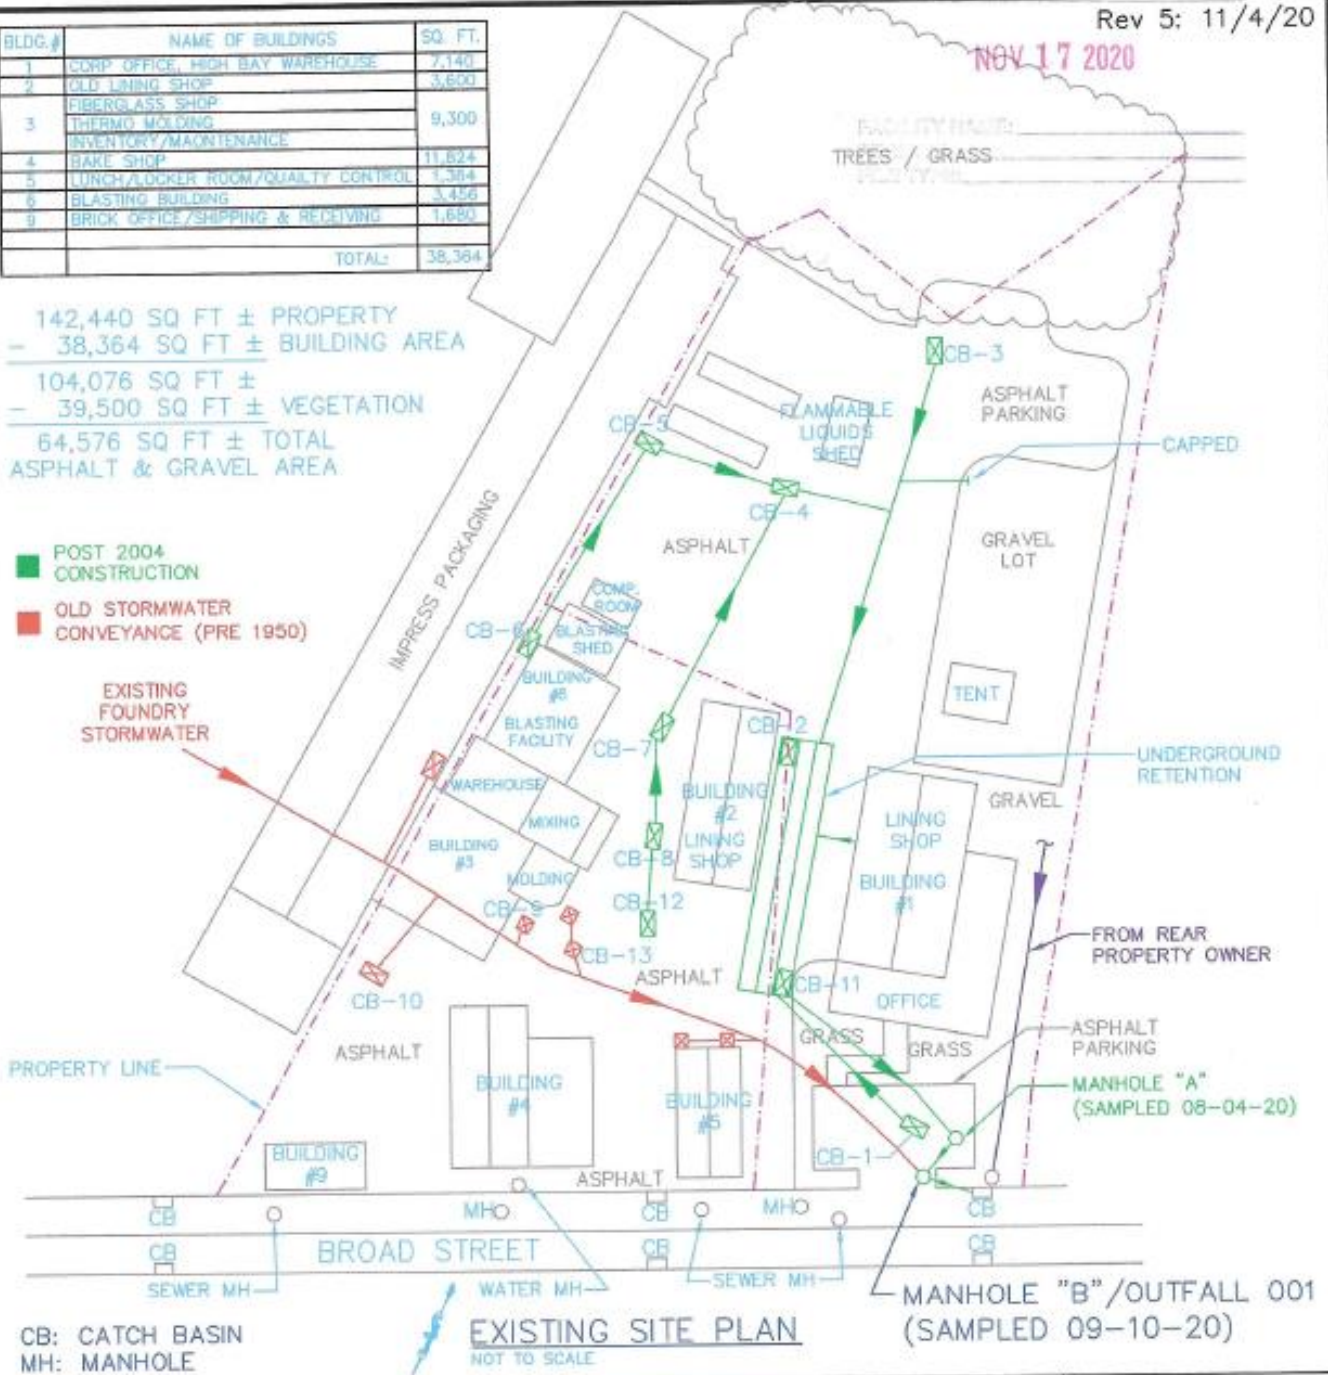 Rev 5: 11/4/20
NOV 17 2020
BLDG.# NAME OF BUILDINGS SQ. FT.
1 CORP OFFICE, HIGH BAY WAREHOUSE 7,140
2 OLD LINING SHOP 3,600
FIBERGLASS SHOP
3 THERMO MOLDING 9,300
INVENTORY/MAONTENANCE
4 BAKE SHOP 11,824
5 LUNCH/LOCKER ROOM/QUAILTY CONTROL 1,364
6 BLASTING BUILDING 3,456
9 BRICK OFFICE/SHIPPING & RECEIVING 1,680
TOTAL: 38,364
142,440 SQ FT ± PROPERTY
- 38,364 SQ FT ± BUILDING AREA
104,076 SQ FT ±
- 39,500 SQ FT ± VEGETATION
64,576 SQ FT ± TOTAL
ASPHALT & GRAVEL AREA
POST 2004
CONSTRUCTION
OLD STORMWATER
CONVEYANCE (PRE 1950)
EXISTING
FOUNDRY
STORMWATER
IMPRESS PACKAGING
FACILITY NAME:
TREES / GRASS
CB-3
ASPHALT
PARKING
FLAMMABLE
LIQUIDS
SHED
CB-5
CAPPED
CB-4
ASPHALT
GRAVEL
LOT
COMP.
ROOM
CB-6
BLASTING
SHED
BUILDING
#6
BLASTING
FACILITY
TENT
CB-7
CB-2
UNDERGROUND
RETENTION
WAREHOUSE
BUILDING
#2
LINING
SHOP
GRAVEL
MIXING
LINING
SHOP
BUILDING
#3
CB-8
MOLDING
BUILDING
#1
CB-9
CB-12
FROM REAR
PROPERTY OWNER
CB-13
ASPHALT
CB-11
OFFICE
CB-10
ASPHALT
GRASS
GRASS
ASPHALT
PARKING
PROPERTY LINE
BUILDING
#4
BUILDING
#5
MANHOLE "A"
(SAMPLED 08-04-20)
CB-1
BUILDING
#9
ASPHALT
CB
MH
CB
MH
CB
CB
BROAD STREET
CB
CB
SEWER MH
WATER MH
SEWER MH
MANHOLE "B"/OUTFALL 001
(SAMPLED 09-10-20)
CB: CATCH BASIN
MH: MANHOLE
EXISTING SITE PLAN
NOT TO SCALE